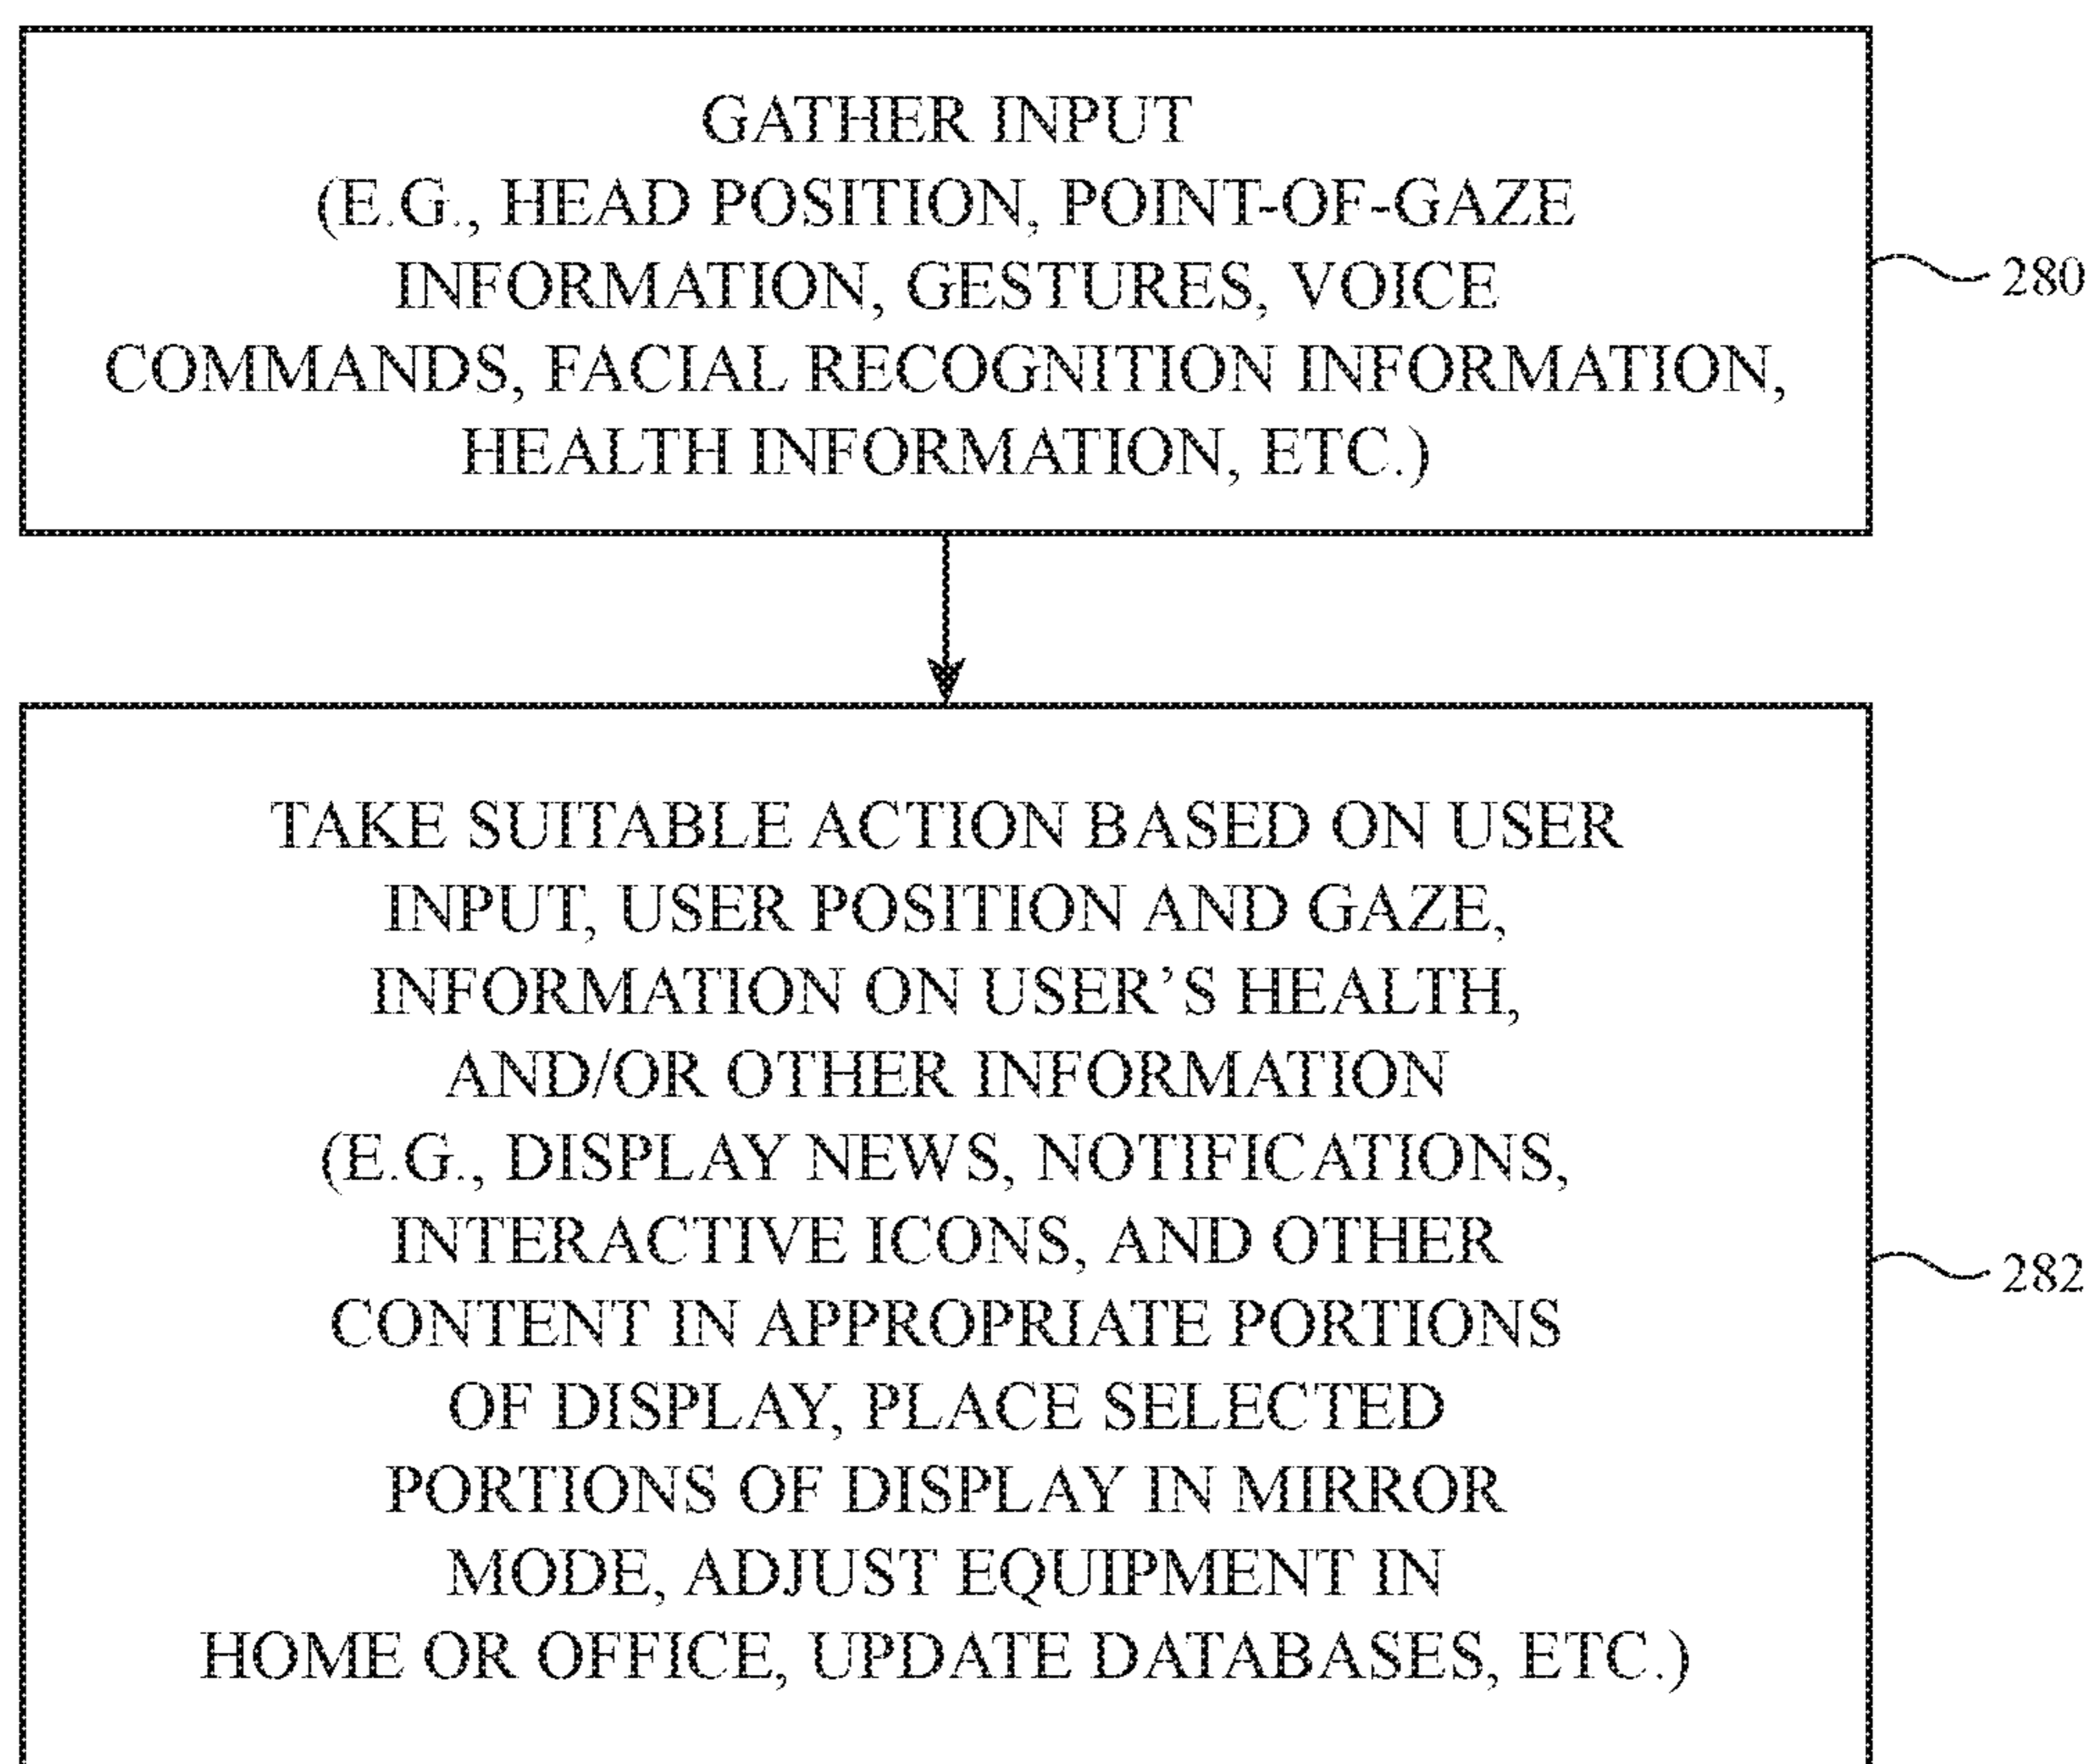 GATHER INPUT
(E.G., HEAD POSITION, POINT-OF-GAZE
INFORMATION, GESTURES, VOICE
COMMANDS, FACIAL RECOGNITION INFORMATION,
HEALTH INFORMATION, ETC.)
280
TAKE SUITABLE ACTION BASED ON USER
INPUT, USER POSITION AND GAZE,
INFORMATION ON USER'S HEALTH,
AND/OR OTHER INFORMATION
(E.G., DISPLAY NEWS, NOTIFICATIONS,
INTERACTIVE ICONS, AND OTHER
CONTENT IN APPROPRIATE PORTIONS
OF DISPLAY, PLACE SELECTED
PORTIONS OF DISPLAY IN MIRROR
MODE, ADJUST EQUIPMENT IN
HOME OR OFFICE, UPDATE DATABASES, ETC.)
282